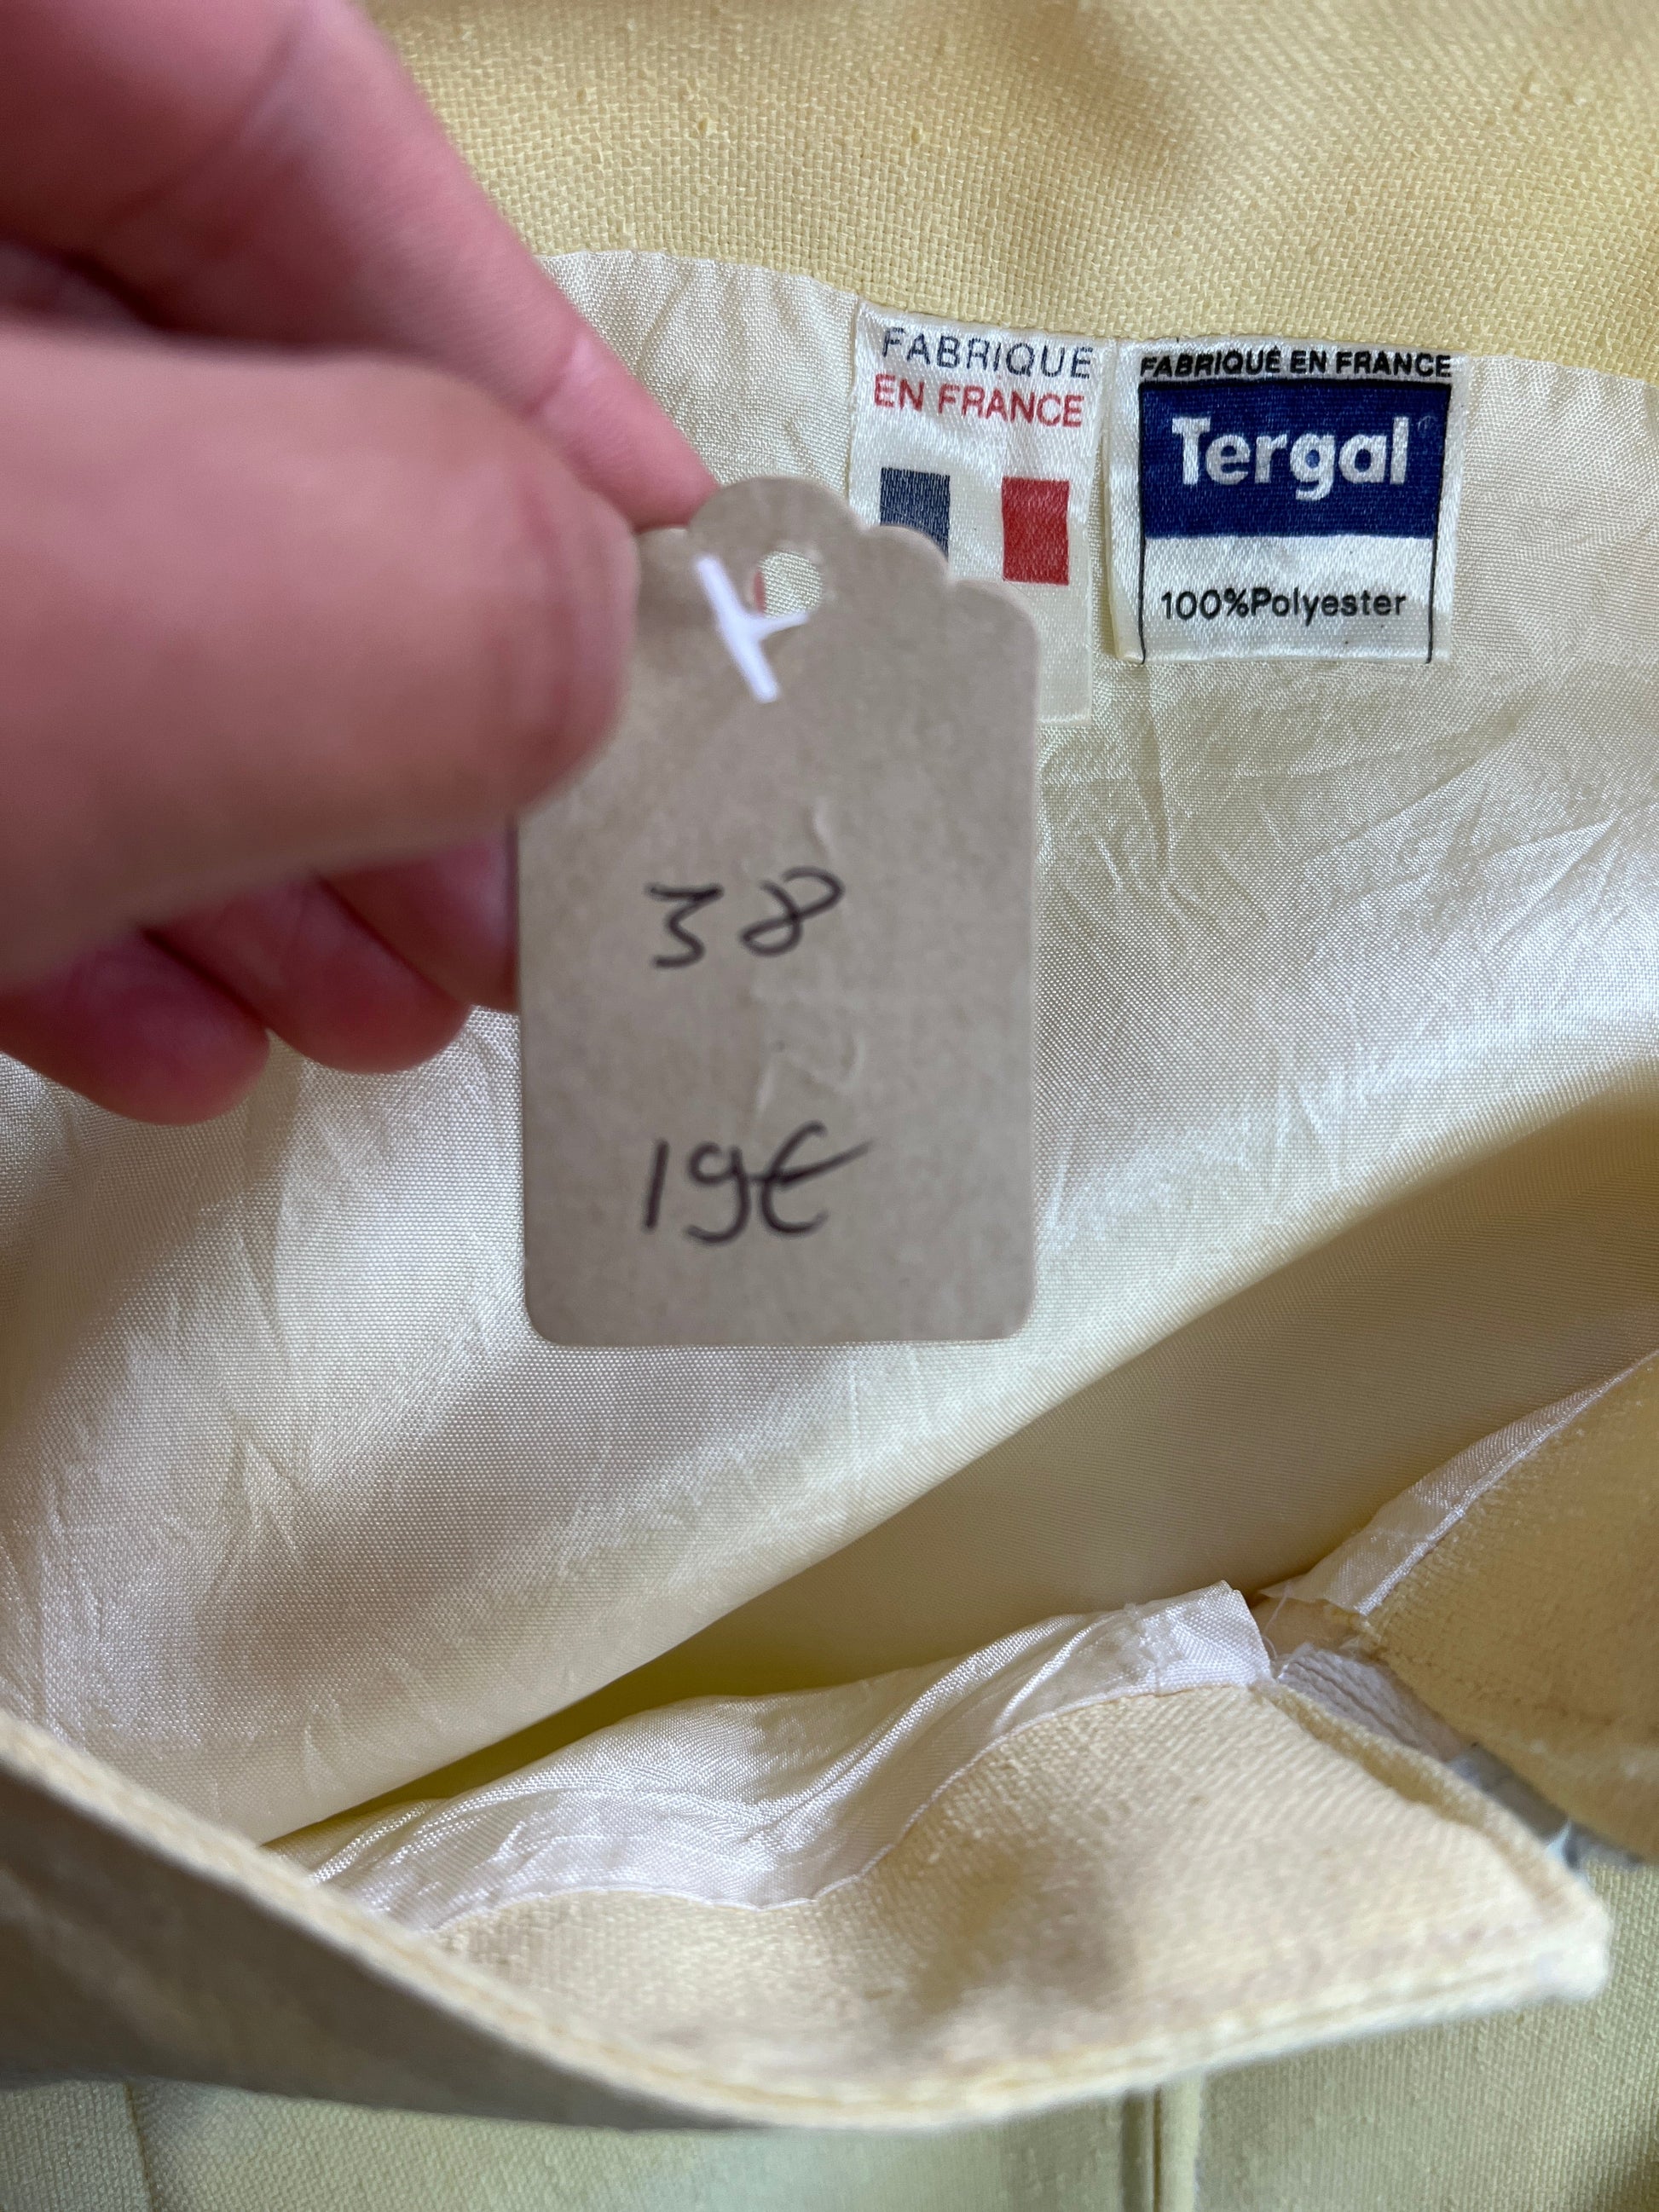 FABRIQUE
EN FRANCE
FABRIQUÉ EN FRANCE
Tergal
100%Polyester
38
19€